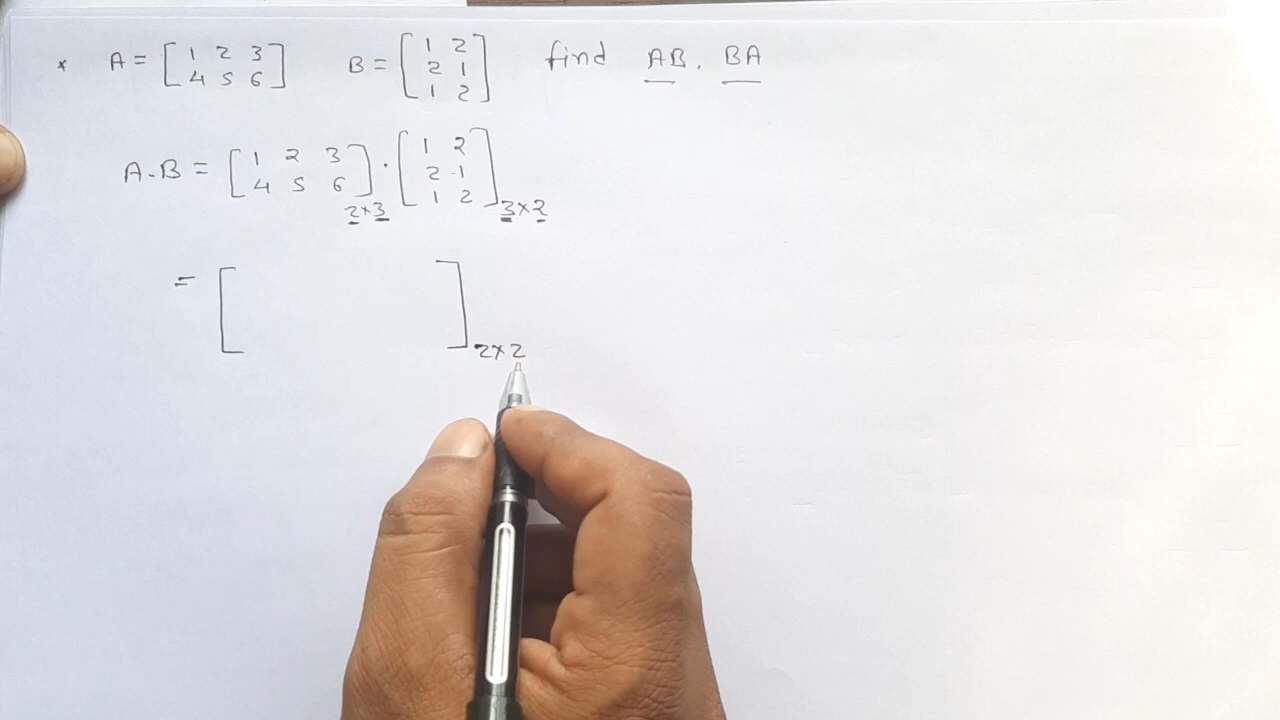 * A = [ 1 2 3 4 5 6 ] B = [ 1 2 2 1 1 2 ] find AB, BA
A.B = [ 1 2 3 4 5 6 ] 2×3 . [ 1 2 2 1 1 2 ] 3×2
= [ ] 2×2